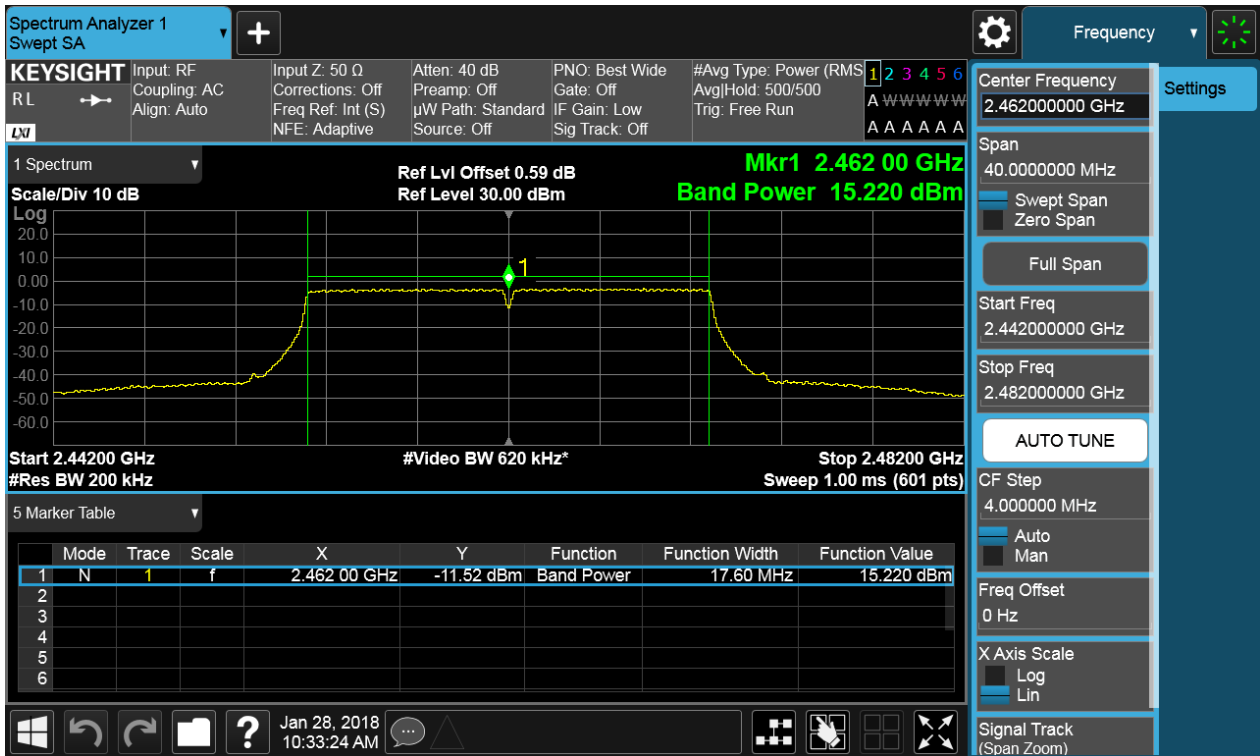 Spectrum Analyzer 1
Swept SA
+
Frequency
KEYSIGHT
R L
LXI
Input: RF
Coupling: AC
Align: Auto
Input Z: 50 Ω
Corrections: Off
Freq Ref: Int (S)
NFE: Adaptive
Atten: 40 dB
Preamp: Off
µW Path: Standard
Source: Off
PNO: Best Wide
Gate: Off
IF Gain: Low
Sig Track: Off
#Avg Type: Power (RMS
Avg|Hold: 500/500
Trig: Free Run
1 2 3 4 5 6
A W W W W W
A A A A A A
1 Spectrum
Scale/Div 10 dB
Ref Lvl Offset 0.59 dB
Ref Level 30.00 dBm
Mkr1 2.462 00 GHz
Band Power 15.220 dBm
Log
20.0
10.0
0.00
-10.0
-20.0
-30.0
-40.0
-50.0
-60.0
1
Start 2.44200 GHz
#Video BW 620 kHz*
Stop 2.48200 GHz
#Res BW 200 kHz
Sweep 1.00 ms (601 pts)
5 Marker Table
Mode Trace Scale X Y Function Function Width Function Value
1 N 1 f 2.462 00 GHz -11.52 dBm Band Power 17.60 MHz 15.220 dBm
2
3
4
5
6
Center Frequency
2.462000000 GHz
Span
40.0000000 MHz
Swept Span
Zero Span
Full Span
Start Freq
2.442000000 GHz
Stop Freq
2.482000000 GHz
AUTO TUNE
CF Step
4.000000 MHz
Auto
Man
Freq Offset
0 Hz
X Axis Scale
Log
Lin
Signal Track
(Span Zoom)
Settings
?
Jan 28, 2018
10:33:24 AM